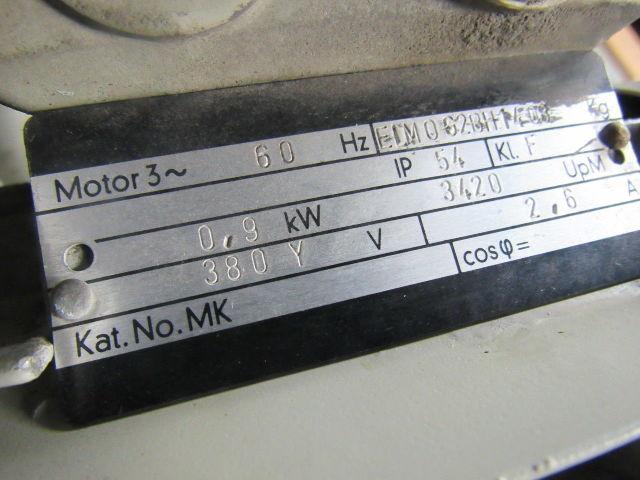 Motor 3~ 60 Hz kg
IP 54 Kl. F
0,9 kW 3420 UpM
380 Y V 2,6 A
Kat. No. MK cosφ=